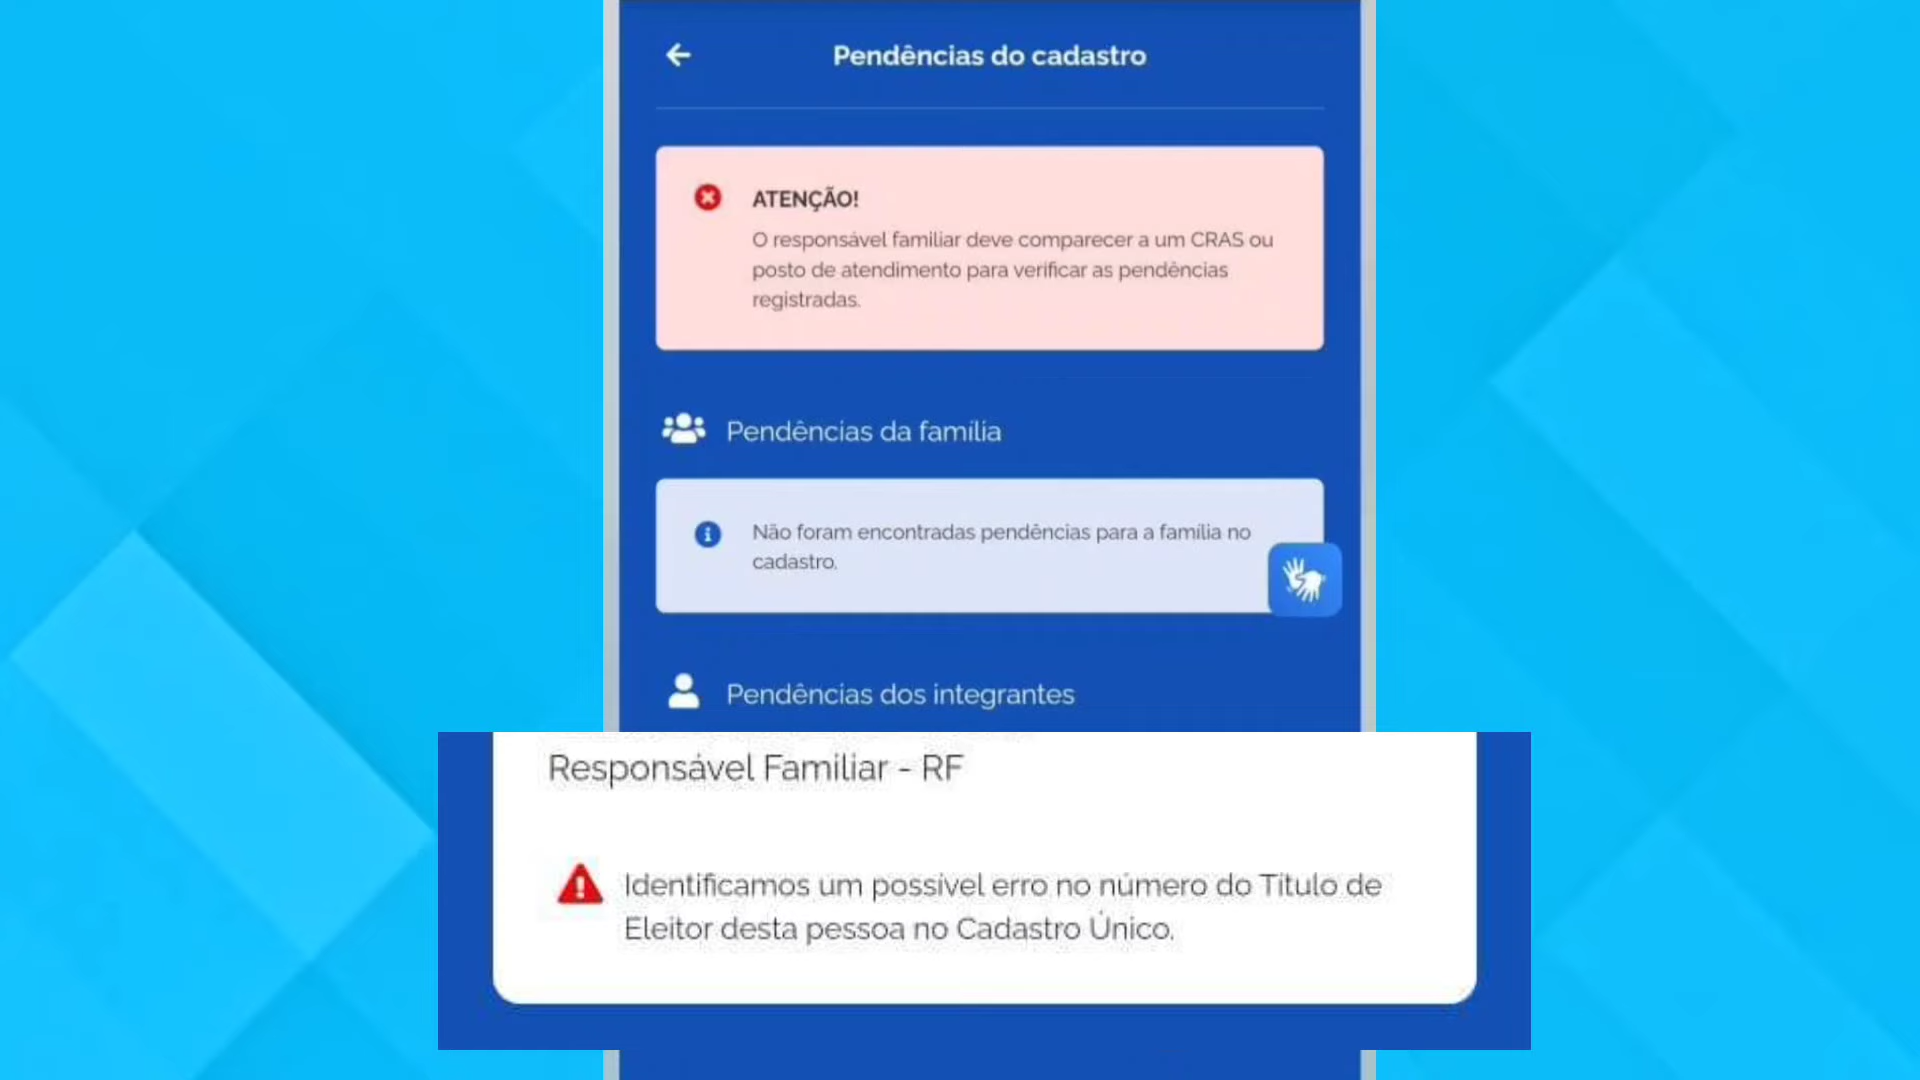 Pendências do cadastro
ATENÇÃO!
O responsável familiar deve comparecer a um CRAS ou
posto de atendimento para verificar as pendências
registradas.
Pendências da família
Não foram encontradas pendências para a família no
cadastro.
Pendências dos integrantes
Responsável Familiar - RF
Identificamos um possível erro no número do Título de
Eleitor desta pessoa no Cadastro Único.